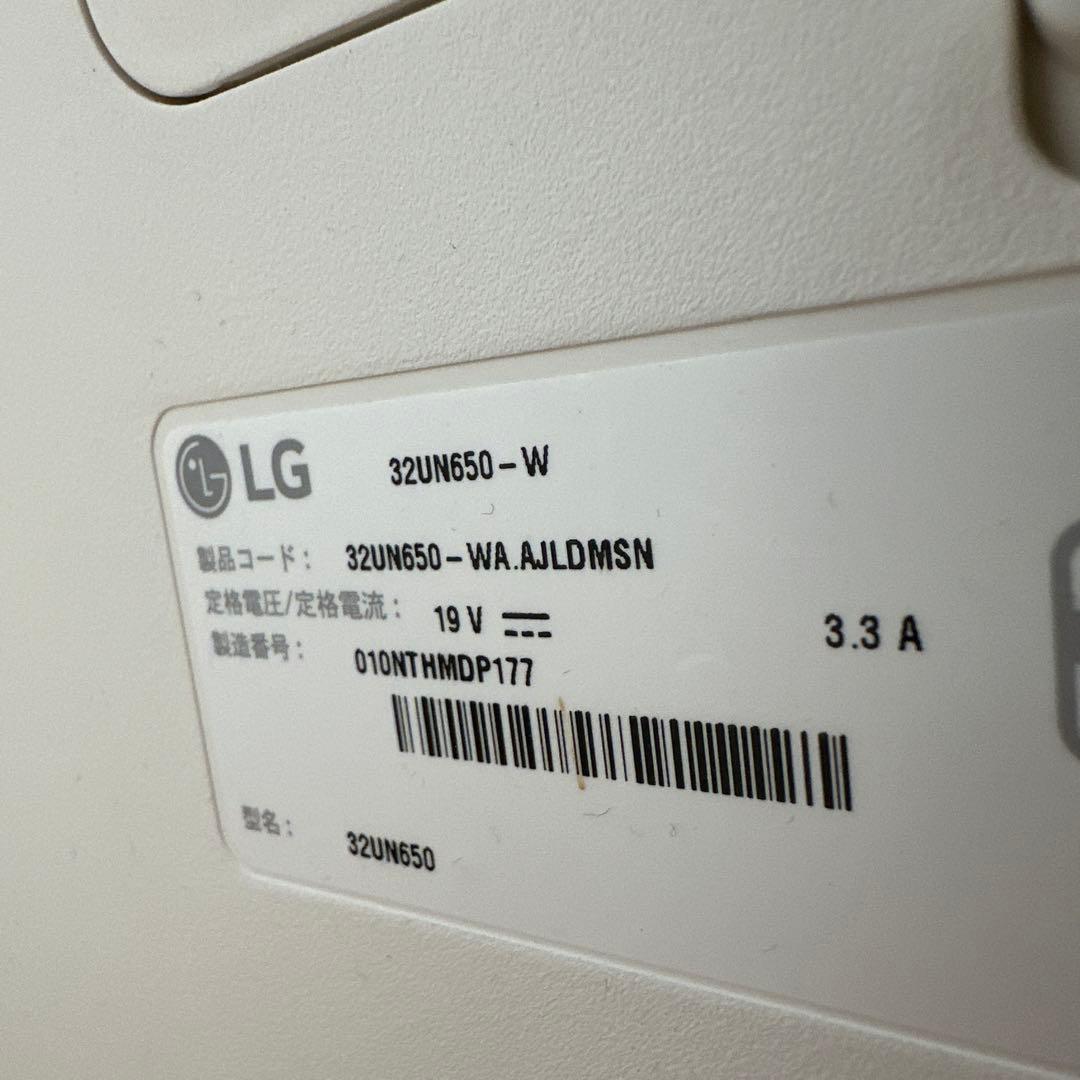 LG 32UN650-W
製品コード: 32UN650-WA.AJLDMSN
定格電圧/定格電流: 19 V 3.3 A
製造番号: 010NTHMDP177
型名: 32UN650